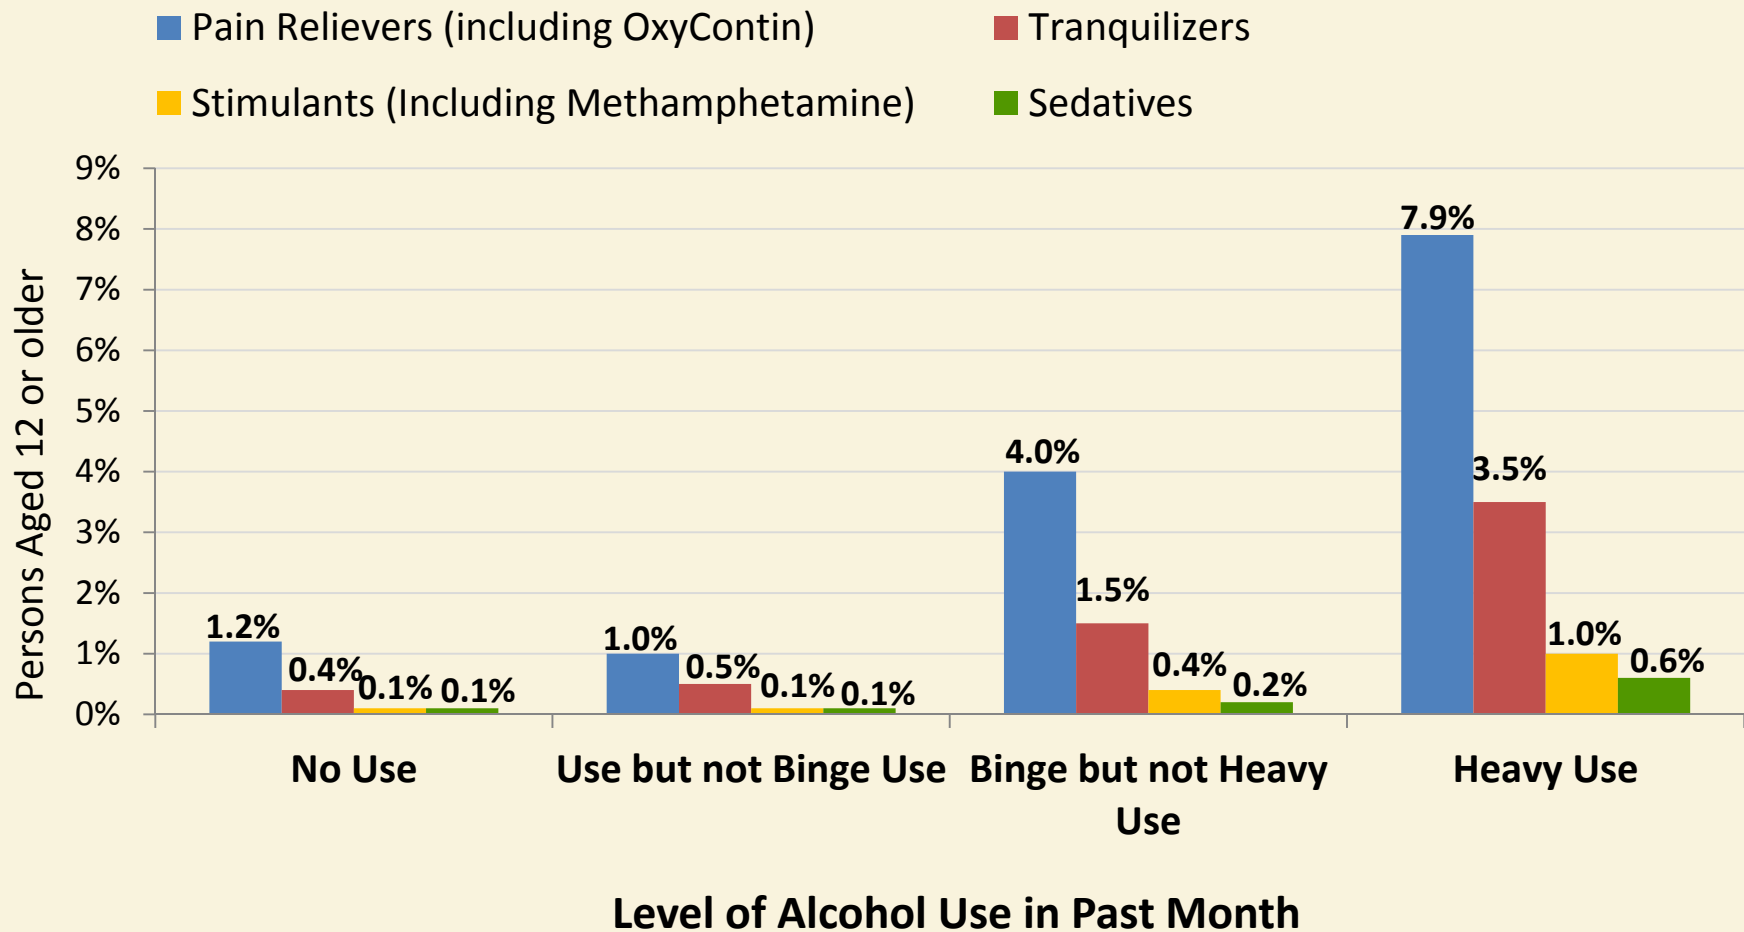 Pain Relievers (including OxyContin)
Tranquilizers
Stimulants (Including Methamphetamine)
Sedatives
Persons Aged 12 or older
9%
8%
7%
6%
5%
4%
3%
2%
1%
0%
1.2%
0.4%
0.1%
0.1%
1.0%
0.5%
0.1%
0.1%
4.0%
1.5%
0.4%
0.2%
7.9%
3.5%
1.0%
0.6%
No Use
Use but not Binge Use
Binge but not Heavy
Use
Heavy Use
Level of Alcohol Use in Past Month